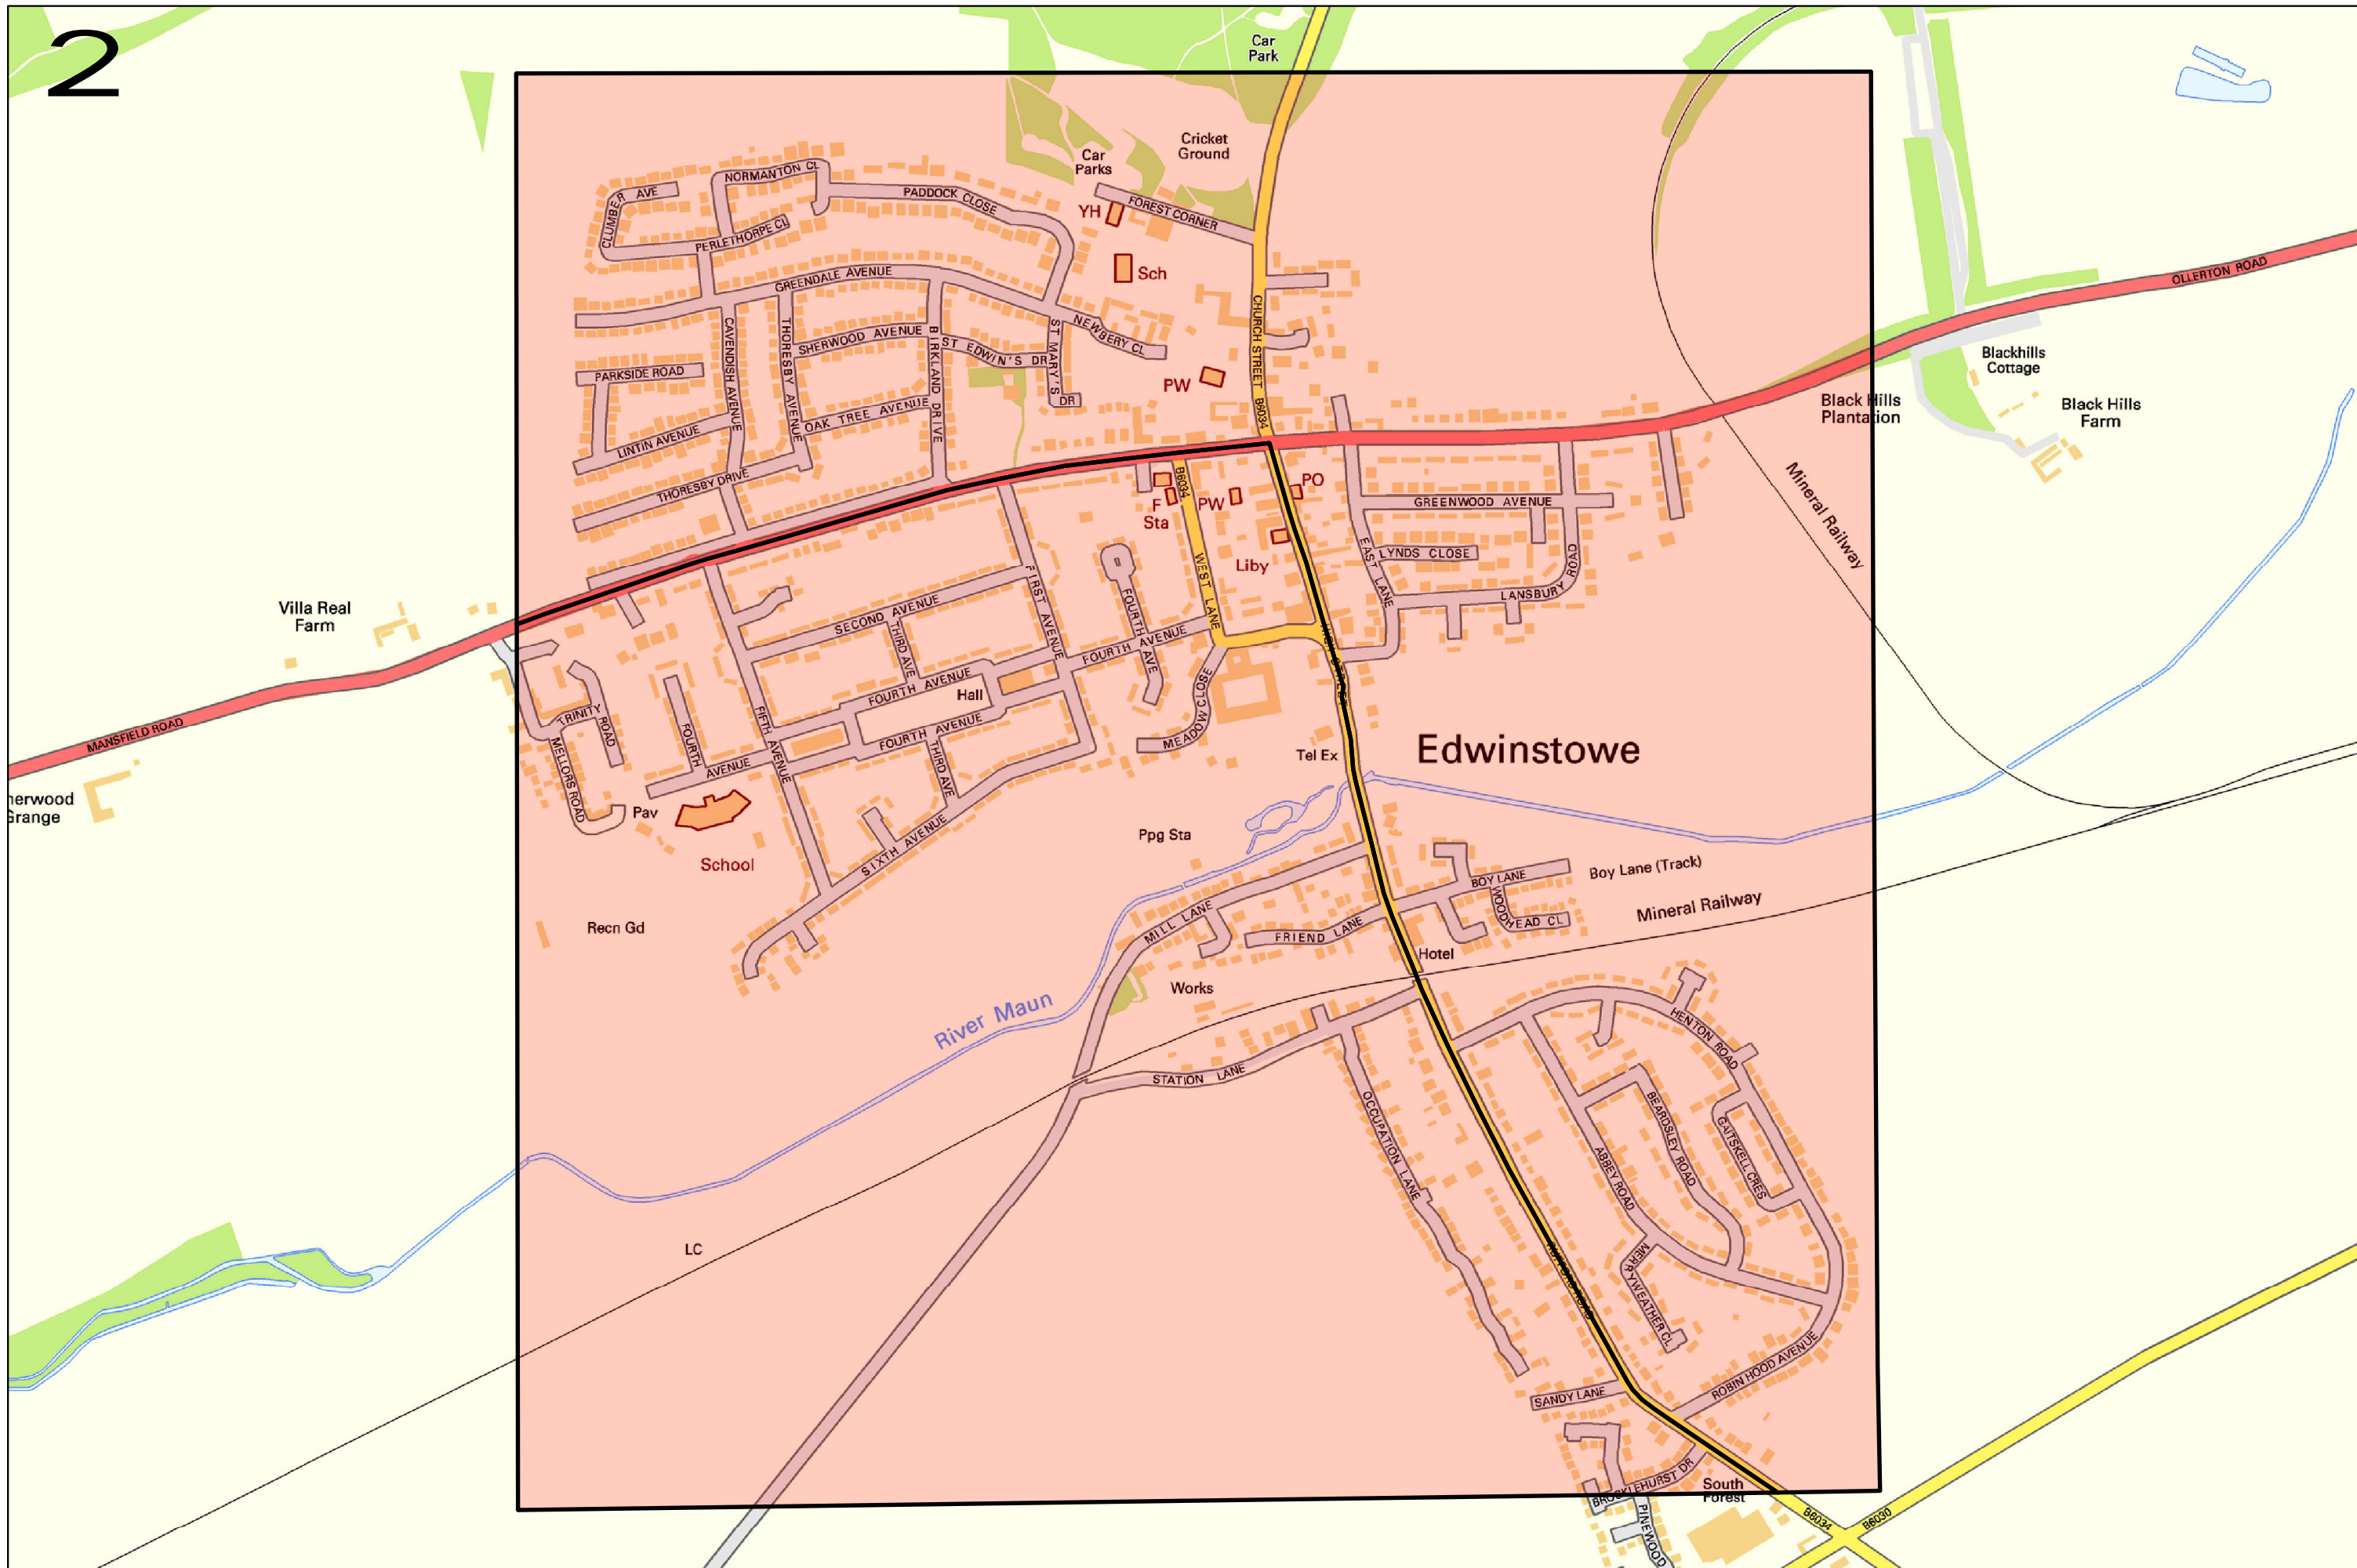 2
Car
Park
Cricket
Ground
Car
Parks
NORMANTON CL
CLUMBER AVE
PADDOCK CLOSE
YH
FOREST CORNER
PERLETHORPE CL
Sch
GREENDALE AVENUE
OLLERTON ROAD
CHURCH STREET B6034
CAVENDISH AVENUE
THORESBY AVENUE
SHERWOOD AVENUE
BIRKLAND DRIVE
ST EDWIN'S DR
ST MARY'S
DR
NEWBERY CL
PARKSIDE ROAD
PW
Blackhills
Cottage
Black Hills
Plantation
Black Hills
Farm
OAK TREE AVENUE
LINTIN AVENUE
THORESBY DRIVE
B6034
F
Sta
PW
PO
GREENWOOD AVENUE
Mineral Railway
WEST LANE
Liby
EAST LANE
LYNDS CLOSE
LANSBURY ROAD
Villa Real
Farm
SECOND AVENUE
FIRST AVENUE
THIRD AVE
FOURTH AVE
FOURTH AVENUE
HIGH STREET
FOURTH AVENUE
Hall
MEADOW CLOSE
FIFTH AVENUE
FOURTH AVENUE
TRINITY ROAD
MANSFIELD ROAD
MELLORS ROAD
FOURTH
AVENUE
THIRD AVE
Tel Ex
Edwinstowe
herwood
Grange
Pav
School
SIXTH AVENUE
Ppg Sta
BOY LANE
Boy Lane (Track)
WOODHEAD CL
Mineral Railway
MILL LANE
FRIEND LANE
Recn Gd
Hotel
Works
River Maun
HENTON ROAD
STATION LANE
OCCUPATION LANE
BEARDSLEY ROAD
GAITSKELL CRES
ABBEY ROAD
LC
MERRYWEATHER CL
RUFFORD ROAD
ROBIN HOOD AVENUE
SANDY LANE
BROCKLEHURST DR
South
Forest
PINEWOOD
B6034
B6030